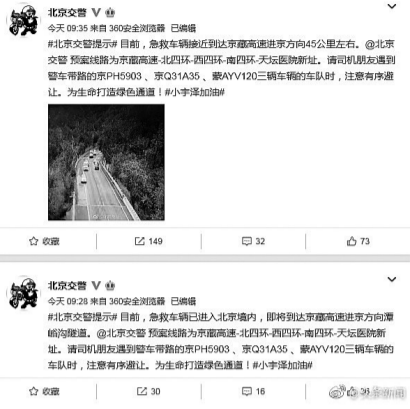 北京交警
今天 09:35 来自 360安全浏览器 已编辑
#北京交警提示# 目前，急救车辆接近到达京藏高速进京方向45公里左右。@北京
交警 预案线路为京藏高速-北四环-西四环-南四环-天坛医院新址。请司机朋友遇到
警车带路的京PH5903 、京Q31A35 、蒙AYV120三辆车辆的车队时，注意有序避
让。为生命打造绿色通道！#小宇泽加油#
收藏
149
32
73
北京交警
今天 09:28 来自 360安全浏览器 已编辑
#北京交警提示# 目前，急救车辆已进入北京境内，即将到达京藏高速进京方向潭
峪沟隧道。@北京交警 预案线路为京藏高速-北四环-西四环-南四环-天坛医院新
址。请司机朋友遇到警车带路的京PH5903 、京Q31A35 、蒙AYV120三辆车辆的
车队时，注意有序避让。为生命打造绿色通道！#小宇泽加油#
收藏
30
16
36